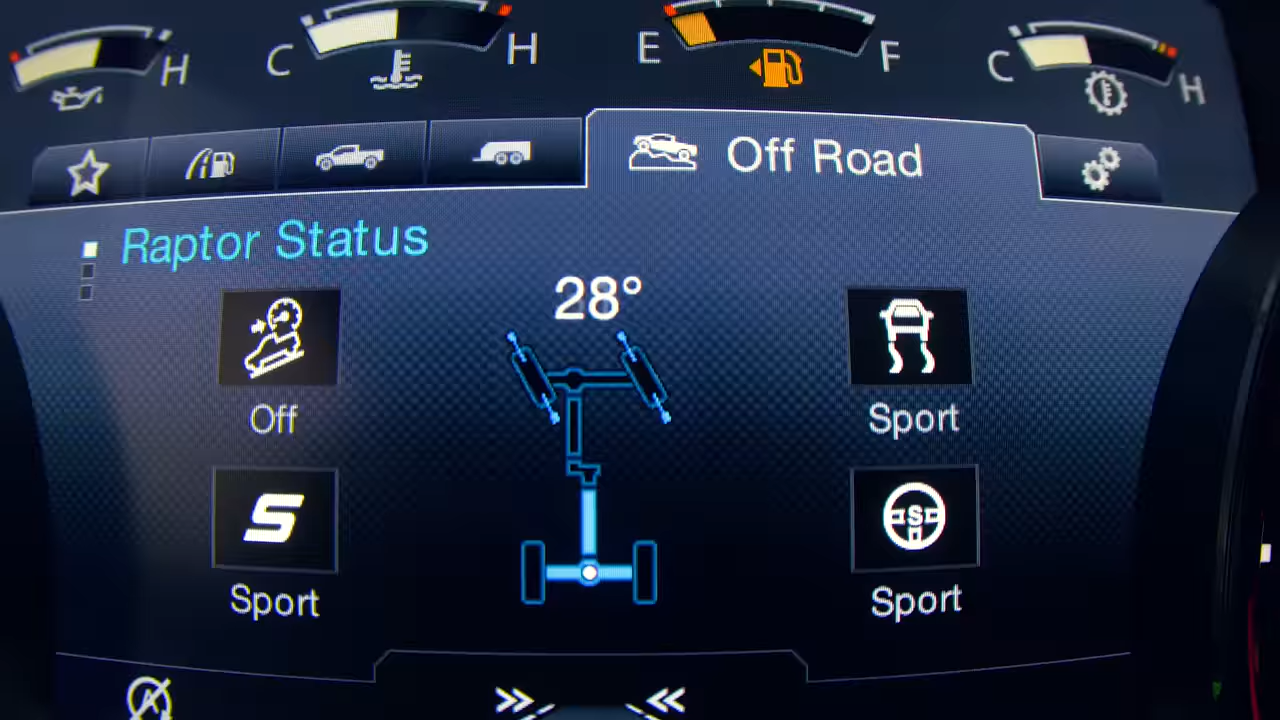 H
C H
E F
C H
Off Road
Raptor Status
28°
Off
Sport
S
Sport
S
Sport
A